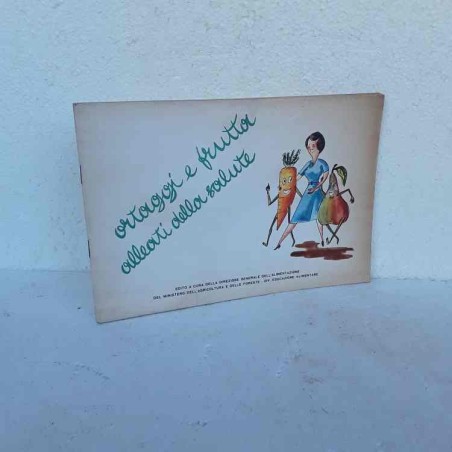 ortaggi e frutta
alleati della salute
EDITO A CURA DELLA DIREZIONE GENERALE DELL'ALIMENTAZIONE
DEL MINISTERO DELL'AGRICOLTURA E DELLE FORESTE - DIV. EDUCAZIONE ALIMENTARE